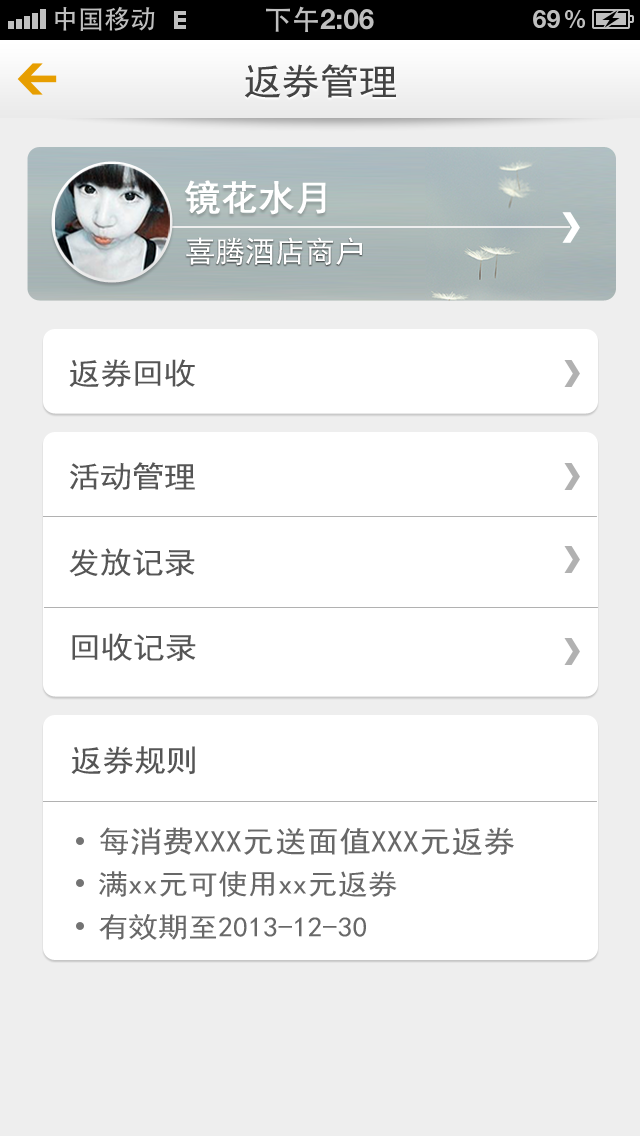 中国移动 E 下午2:06 69%
返券管理
镜花水月
喜腾酒店商户
返券回收
活动管理
发放记录
回收记录
返券规则
• 每消费XXX元送面值XXX元返券
• 满xx元可使用xx元返券
• 有效期至2013-12-30